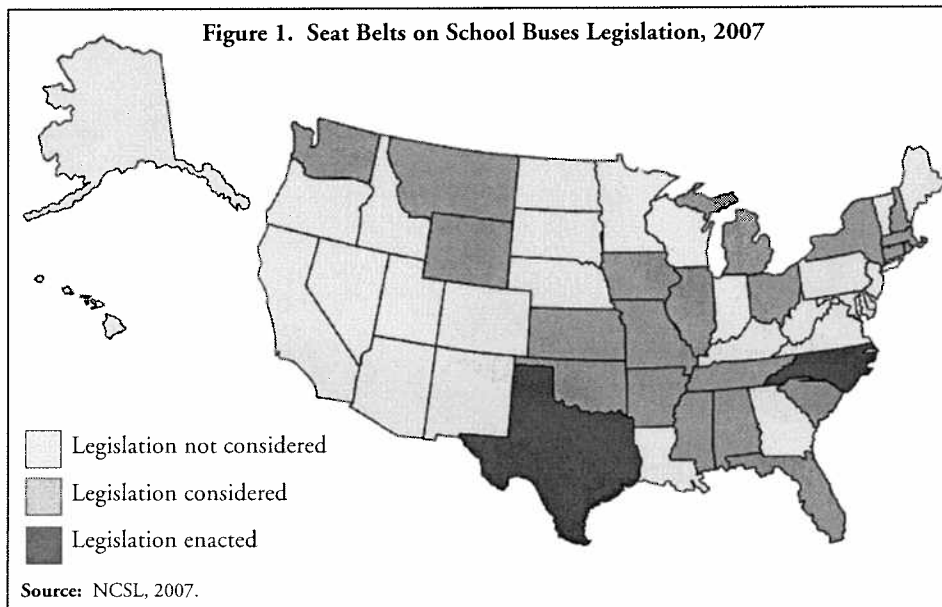 Figure 1. Seat Belts on School Buses Legislation, 2007
Legislation not considered
Legislation considered
Legislation enacted
Source: NCSL, 2007.